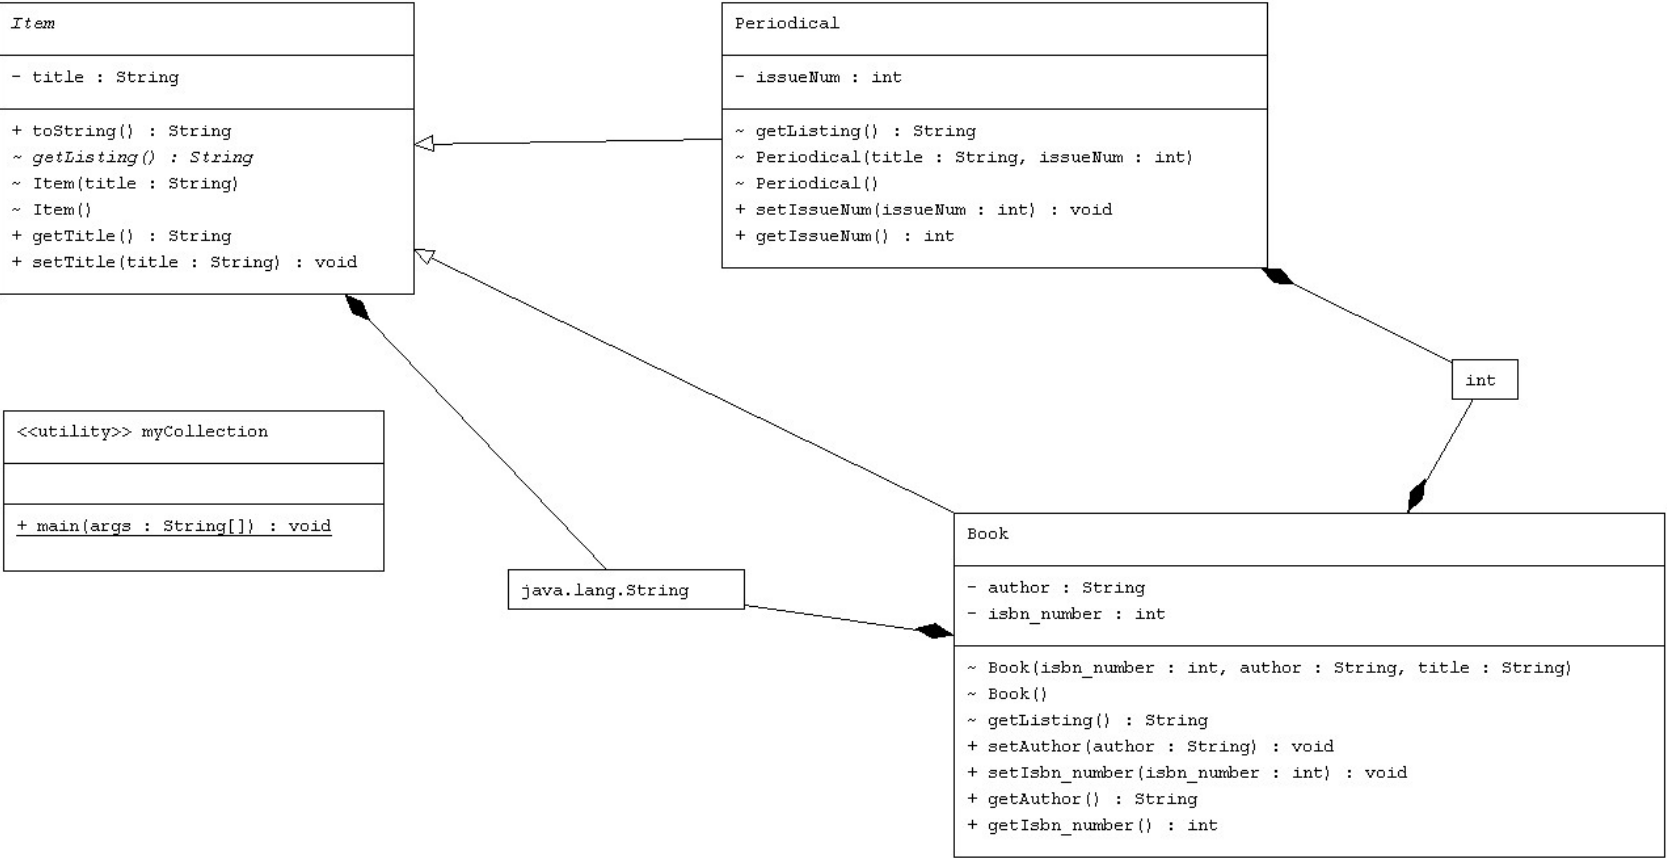 Item
- title : String
+ toString() : String
~ getListing() : String
~ Item(title : String)
~ Item()
+ getTitle() : String
+ setTitle(title : String) : void
Periodical
- issueNum : int
~ getListing() : String
~ Periodical(title : String, issueNum : int)
~ Periodical()
+ setIssueNum(issueNum : int) : void
+ getIssueNum() : int
int
<<utility>> myCollection
+ main(args : String[]) : void
java.lang.String
Book
- author : String
- isbn_number : int
~ Book(isbn_number : int, author : String, title : String)
~ Book()
~ getListing() : String
+ setAuthor(author : String) : void
+ setIsbn_number(isbn_number : int) : void
+ getAuthor() : String
+ getIsbn_number() : int